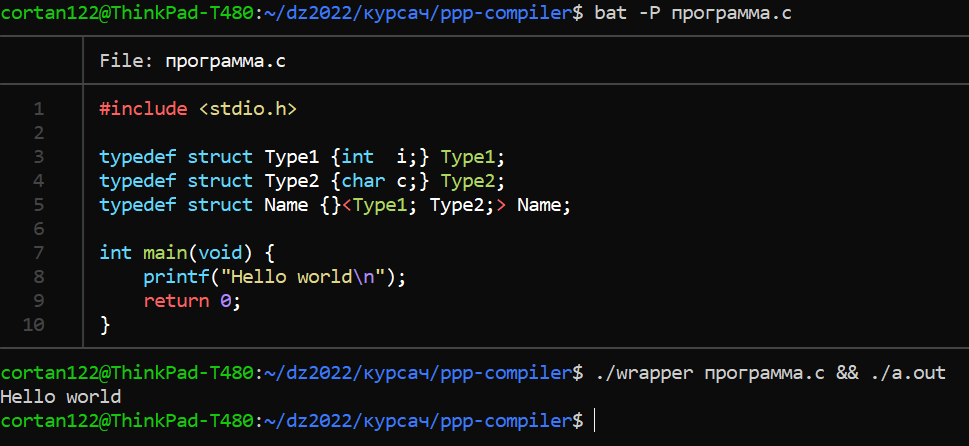 cortan122@ThinkPad-T480:~/dz2022/курсач/ppp-compiler$ bat -P программа.c
File: программа.c
1 #include <stdio.h>
2
3 typedef struct Type1 {int  i;} Type1;
4 typedef struct Type2 {char c;} Type2;
5 typedef struct Name {}<Type1; Type2;> Name;
6
7 int main(void) {
8     printf("Hello world\n");
9     return 0;
10 }
cortan122@ThinkPad-T480:~/dz2022/курсач/ppp-compiler$ ./wrapper программа.c && ./a.out
Hello world
cortan122@ThinkPad-T480:~/dz2022/курсач/ppp-compiler$